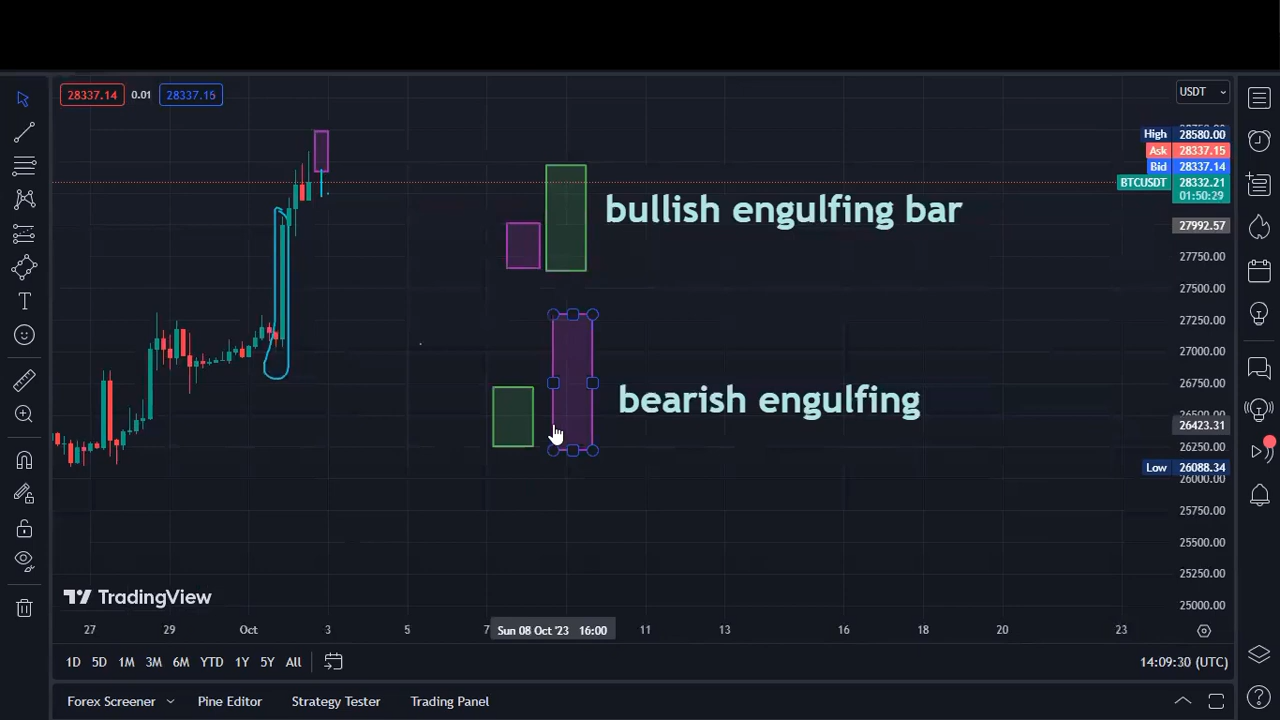 28337.14 0.01 28337.15
USDT
High 28580.00
Ask 28337.15
Bid 28337.14
BTCUSDT 28332.21
01:50:29
bullish engulfing bar
27992.57
27750.00
27500.00
27250.00
27000.00
26750.00
bearish engulfing
26423.31
26250.00
Low 26088.34
26000.00
25750.00
25500.00
25250.00
25000.00
TradingView
27 29 Oct 3 5 7 Sun 08 Oct '23 16:00 11 13 16 18 20 23
1D 5D 1M 3M 6M YTD 1Y 5Y All
14:09:30 (UTC)
Forex Screener Pine Editor Strategy Tester Trading Panel